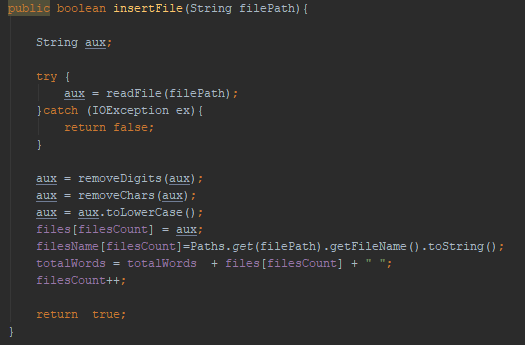 public boolean insertFile(String filePath){
String aux;
try {
aux = readFile(filePath);
}catch (IOException ex){
return false;
}
aux = removeDigits(aux);
aux = removeChars(aux);
aux = aux.toLowerCase();
files[filesCount] = aux;
filesName[filesCount]=Paths.get(filePath).getFileName().toString();
totalWords = totalWords  + files[filesCount] + " ";
filesCount++;
return  true;
}